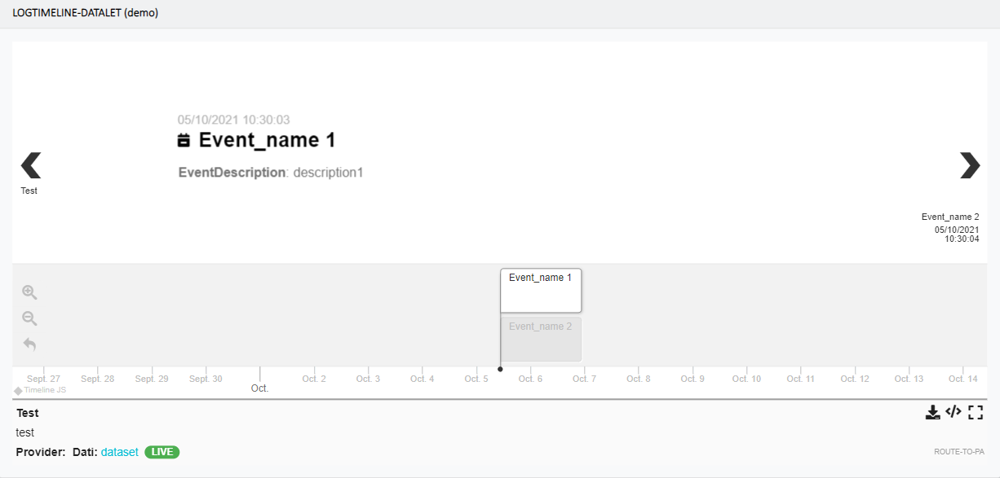 LOGTIMELINE-DATALET (demo)
05/10/2021 10:30:03
Event_name 1
EventDescription: description1
Test
Event_name 2
05/10/2021
10:30:04
Event_name 1
Event_name 2
Sept. 27 Sept. 28 Sept. 29 Sept. 30 Oct. Oct. 2 Oct. 3 Oct. 4 Oct. 5 Oct. 6 Oct. 7 Oct. 8 Oct. 9 Oct. 10 Oct. 11 Oct. 12 Oct. 13 Oct. 14
Timeline JS
Test
test
Provider: Dati: dataset LIVE
ROUTE-TO-PA